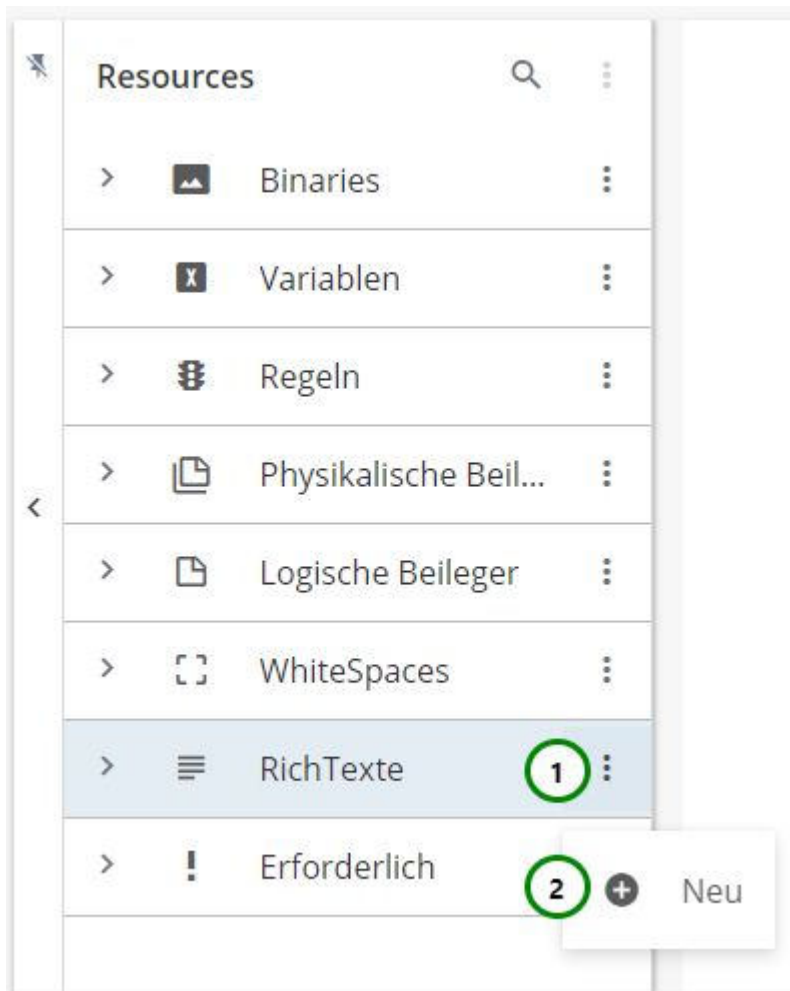 Resources
Binaries
Variablen
Regeln
Physikalische Beil...
Logische Beileger
WhiteSpaces
RichTexte 1
Erforderlich
2 Neu